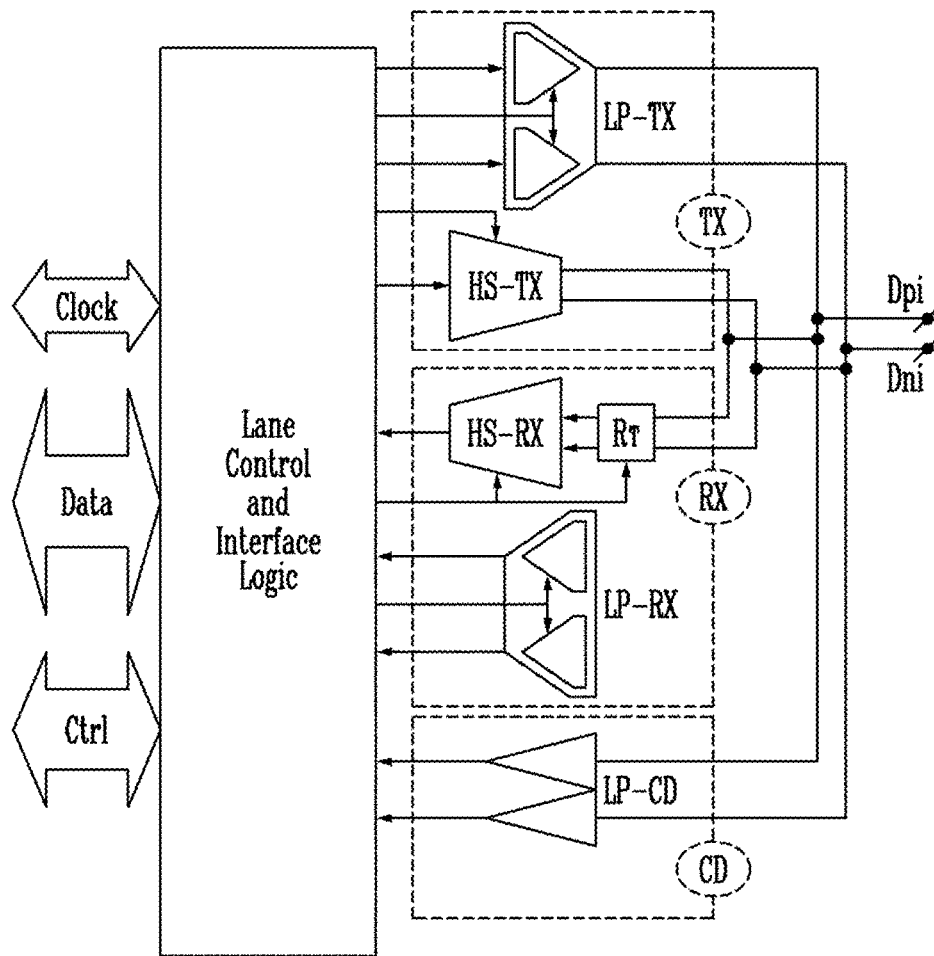 LP-TX
TX
HS-TX
Clock
Dpi
Dni
HS-RX
RT
Lane
Control
and
Interface
Logic
Data
RX
LP-RX
Ctrl
LP-CD
CD